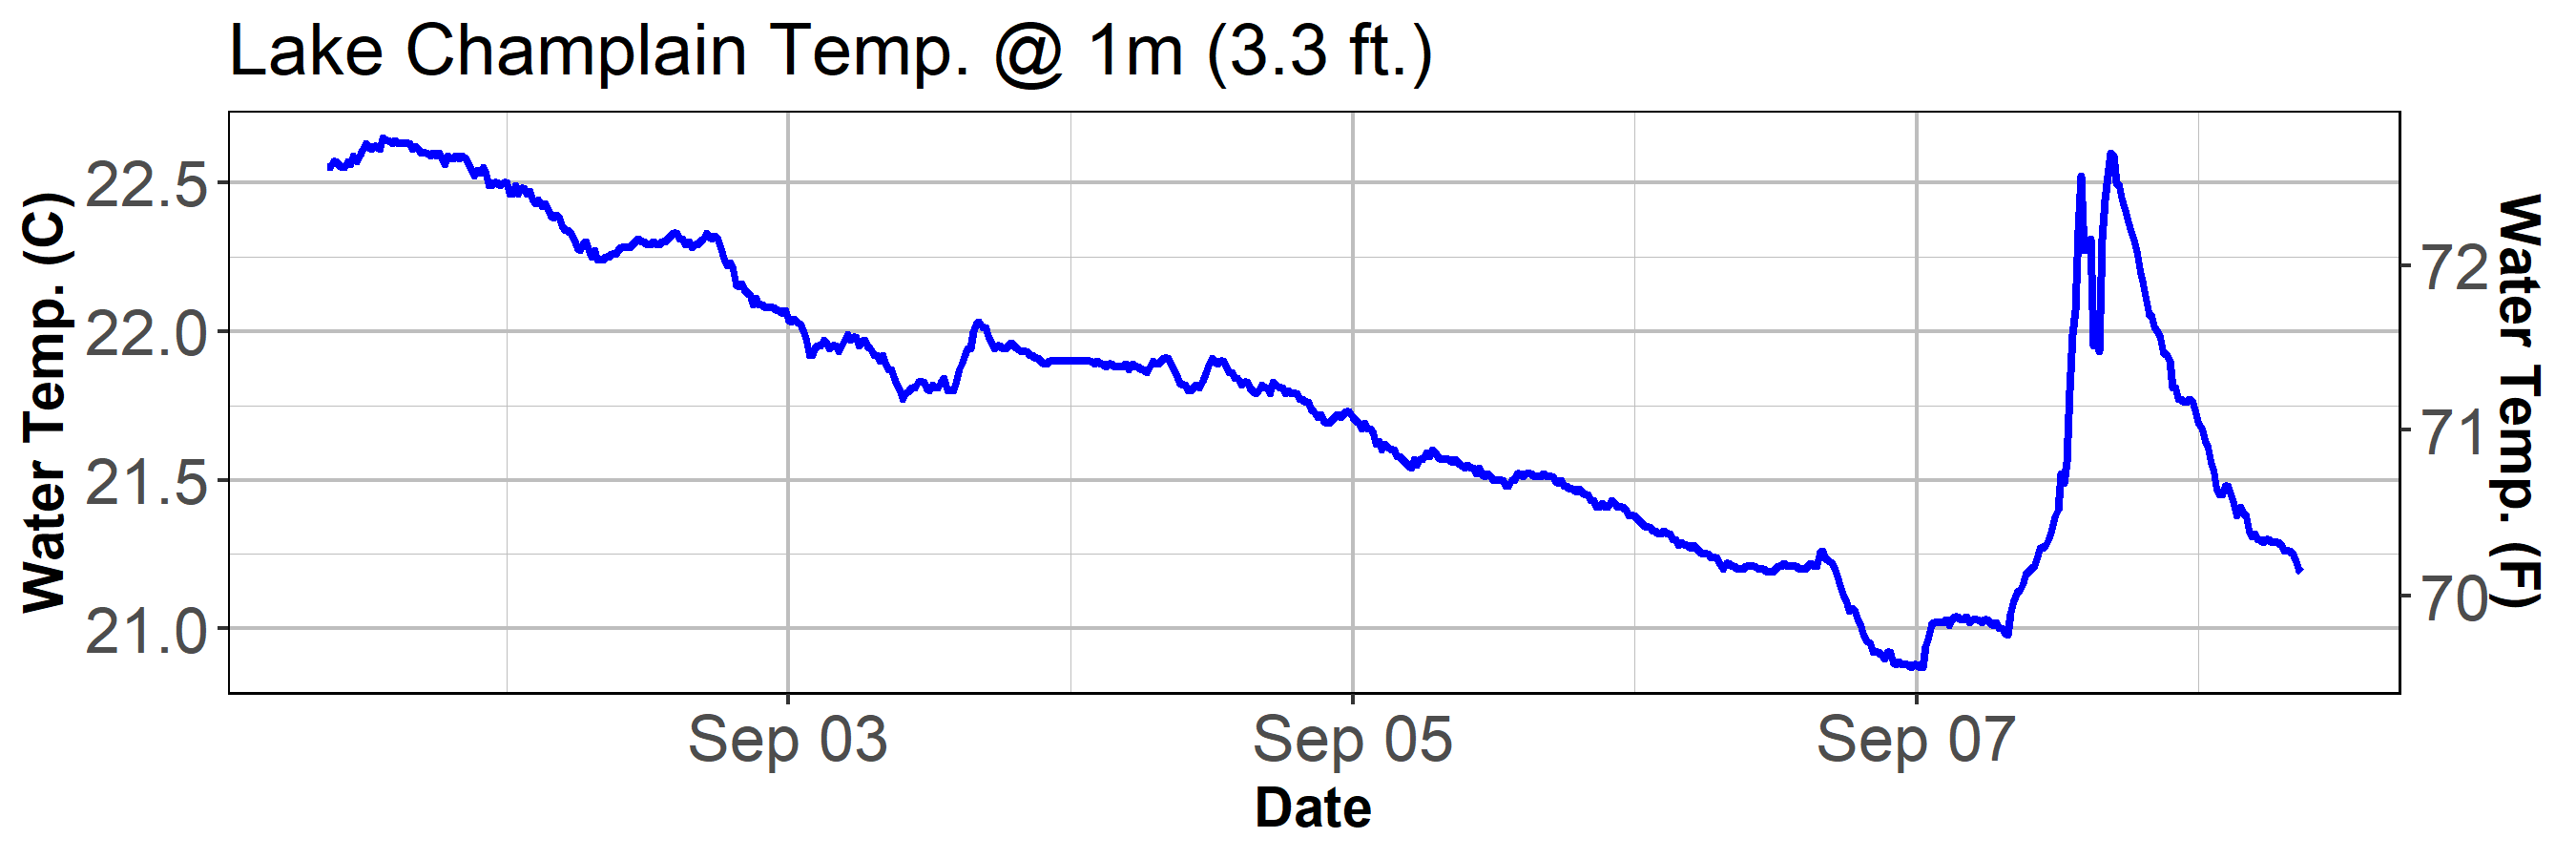 Lake Champlain Temp. @ 1m (3.3 ft.)
Water Temp. (C)
22.5
22.0
21.5
21.0
72
71
70
Water Temp. (F)
Sep 03
Sep 05
Sep 07
Date